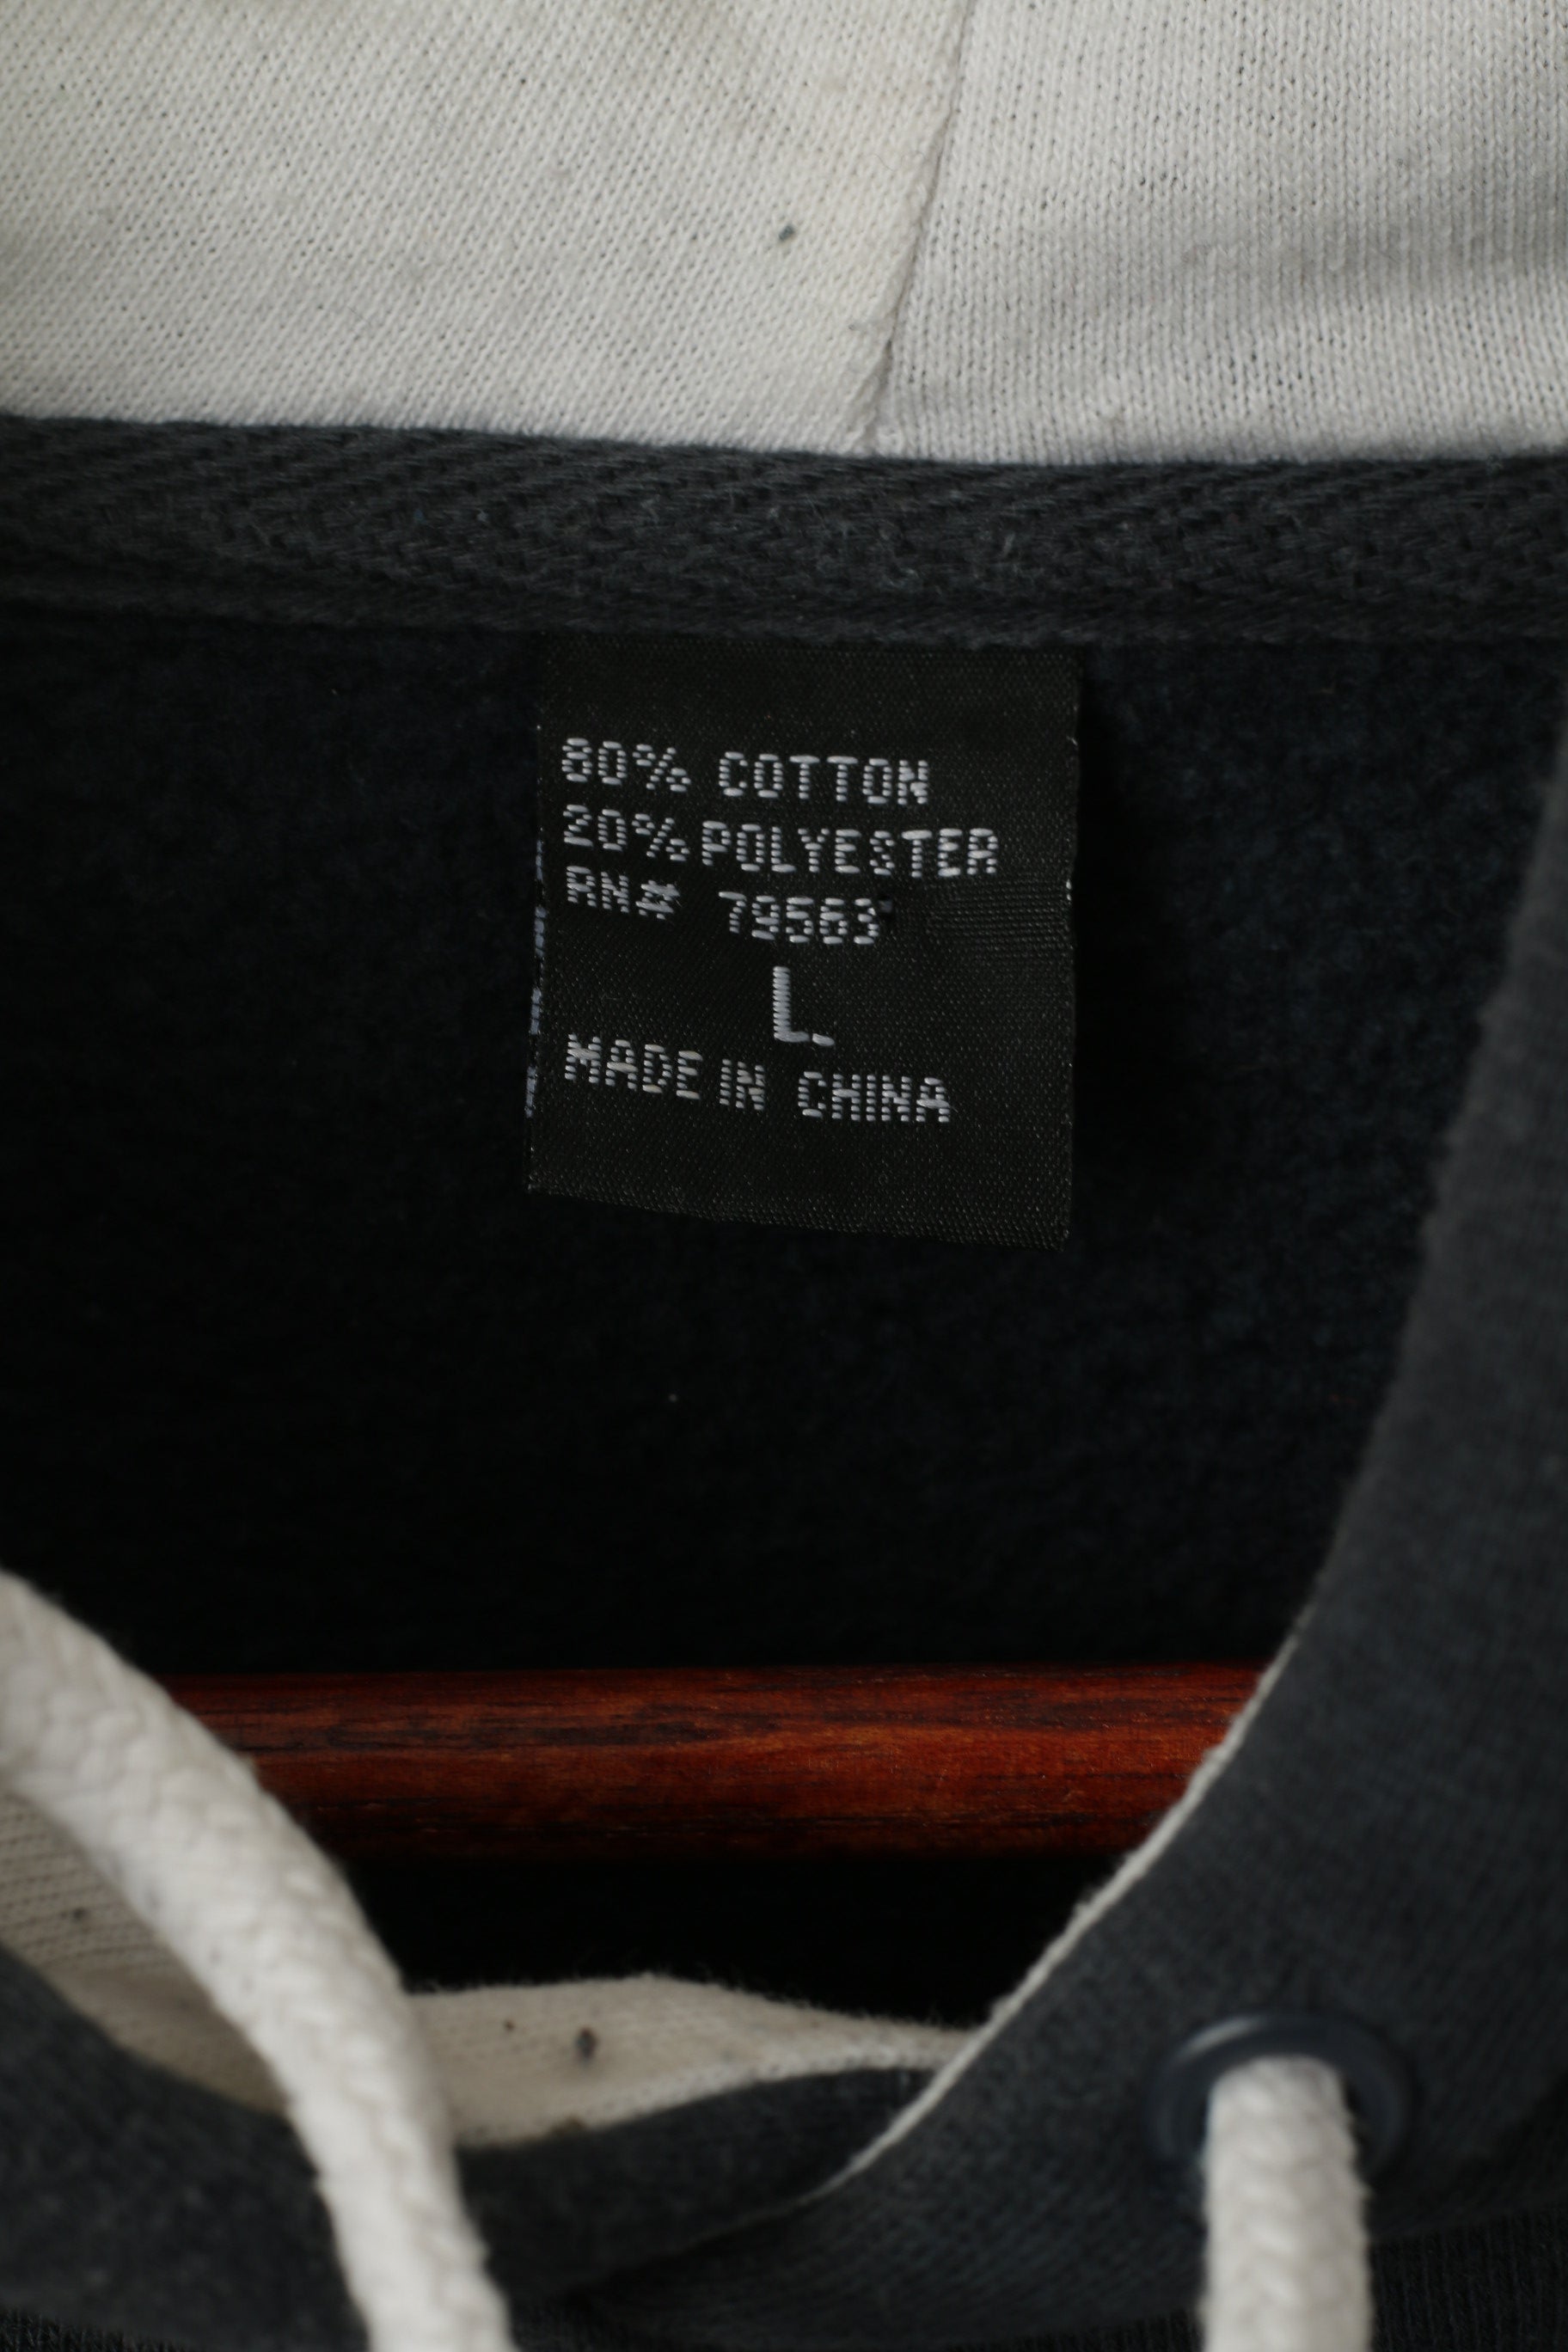 80% COTTON
20% POLYESTER
RN# 79563
L
MADE IN CHINA